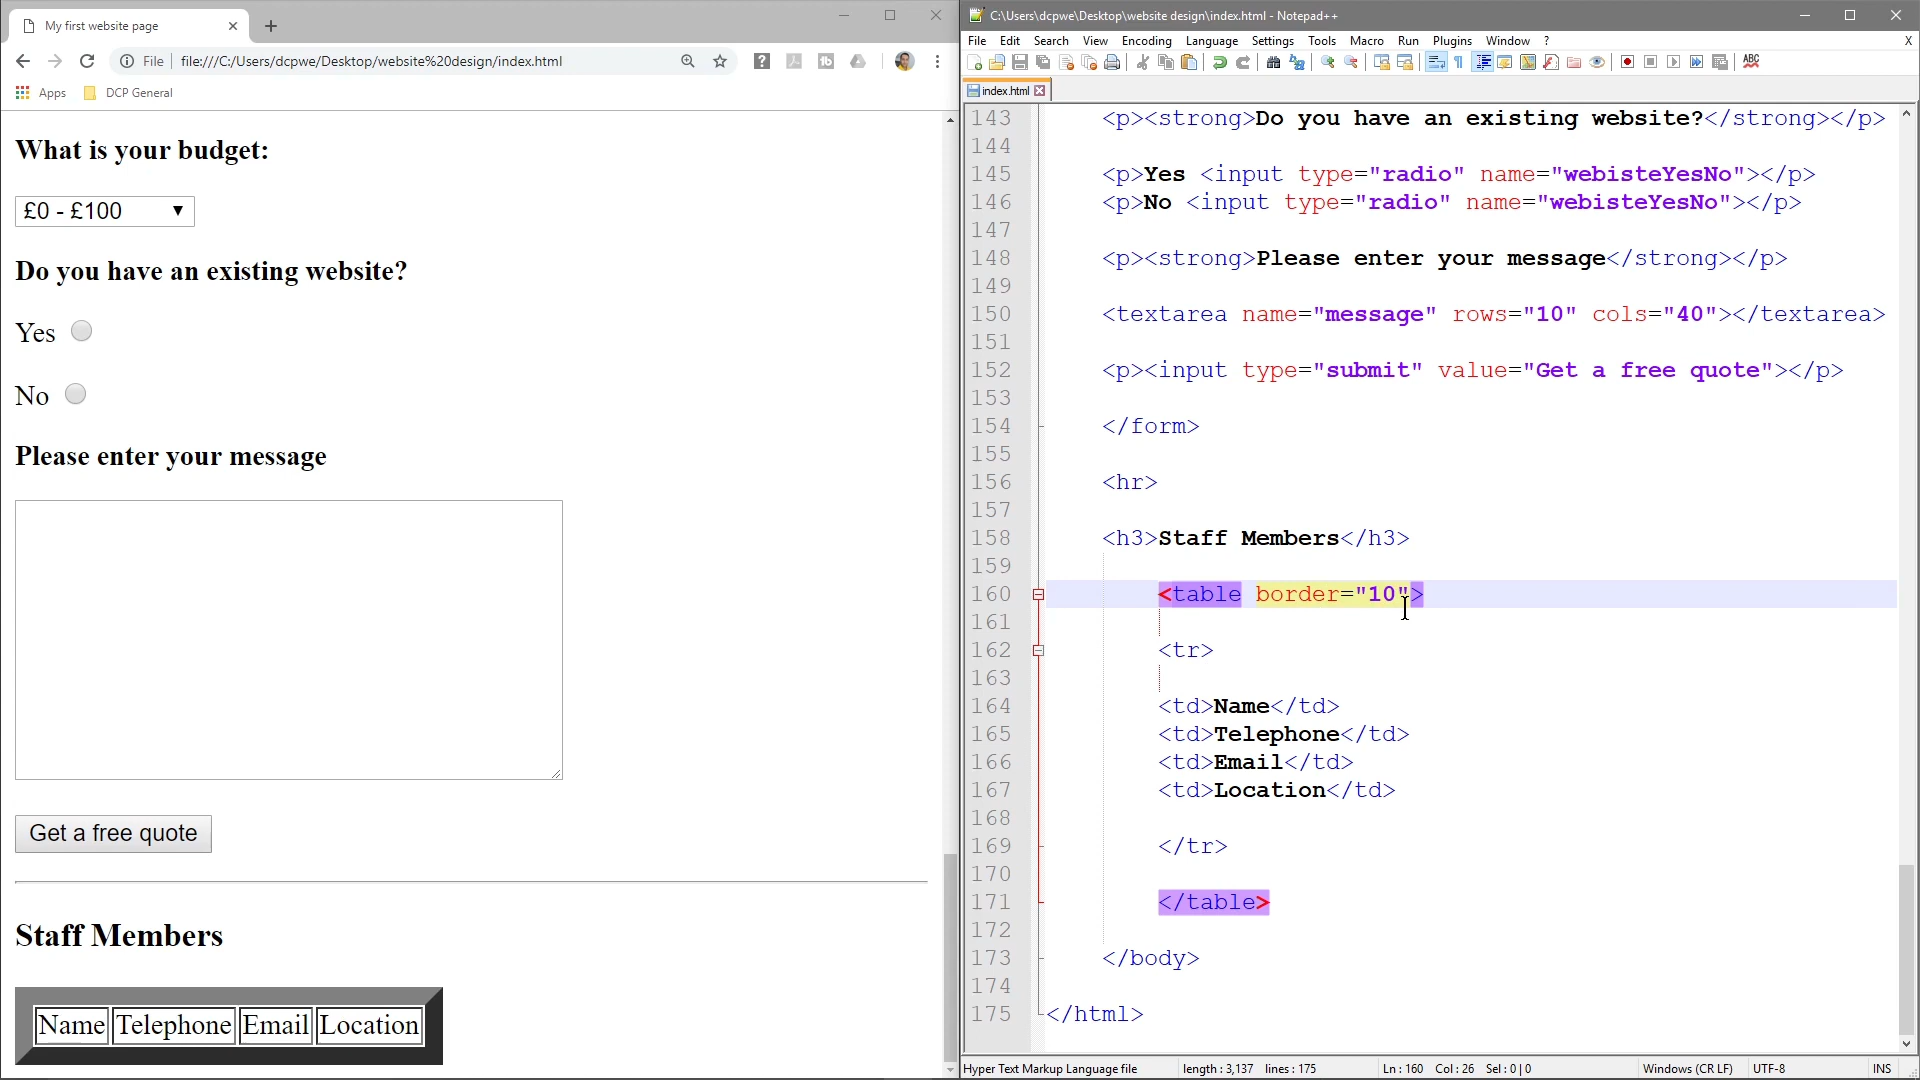 My first website page
File file:///C:/Users/dcpwe/Desktop/website%20design/index.html
Apps DCP General
What is your budget:
£0 - £100
Do you have an existing website?
Yes
No
Please enter your message
Get a free quote
Staff Members
Name Telephone Email Location
C:\Users\dcpwe\Desktop\website design\index.html - Notepad++
File Edit Search View Encoding Language Settings Tools Macro Run Plugins Window ? X
ABC
index.html
143 <p><strong>Do you have an existing website?</strong></p>
144
145 <p>Yes <input type="radio" name="webisteYesNo"></p>
146 <p>No <input type="radio" name="webisteYesNo"></p>
147
148 <p><strong>Please enter your message</strong></p>
149
150 <textarea name="message" rows="10" cols="40"></textarea>
151
152 <p><input type="submit" value="Get a free quote"></p>
153
154 </form>
155
156 <hr>
157
158 <h3>Staff Members</h3>
159
160 <table border="10">
161
162 <tr>
163
164 <td>Name</td>
165 <td>Telephone</td>
166 <td>Email</td>
167 <td>Location</td>
168
169 </tr>
170
171 </table>
172
173 </body>
174
175 </html>
Hyper Text Markup Language file length : 3,137 lines : 175 Ln : 160 Col : 26 Sel : 0 | 0 Windows (CR LF) UTF-8 INS